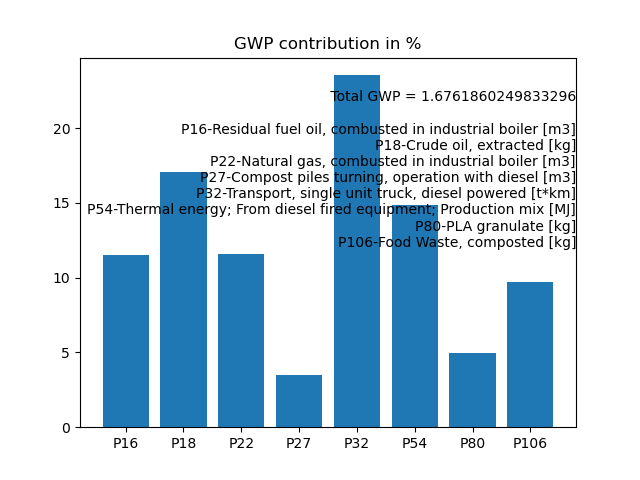 GWP contribution in %
Total GWP = 1.6761860249833296
P16-Residual fuel oil, combusted in industrial boiler [m3]
P18-Crude oil, extracted [kg]
P22-Natural gas, combusted in industrial boiler [m3]
P27-Compost piles turning, operation with diesel [m3]
P32-Transport, single unit truck, diesel powered [t*km]
P54-Thermal energy; From diesel fired equipment; Production mix [MJ]
P80-PLA granulate [kg]
P106-Food Waste, composted [kg]
20
15
10
5
0
P16 P18 P22 P27 P32 P54 P80 P106